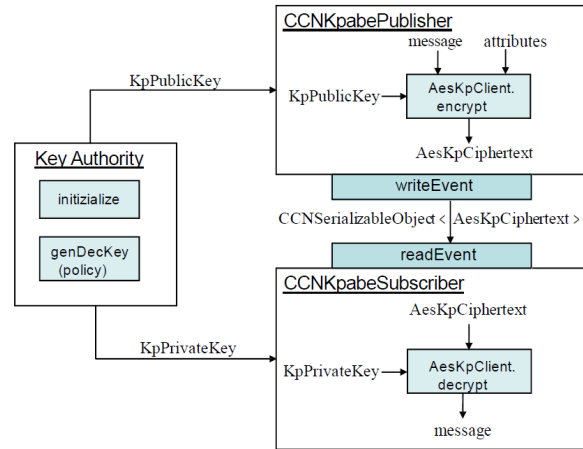 CCNKpabePublisher
message
attributes
KpPublicKey
KpPublicKey
AesKpClient.
encrypt
AesKpCiphertext
Key Authority
initizialize
genDecKey
(policy)
writeEvent
CCNSerializableObject < AesKpCiphertext >
readEvent
CCNKpabeSubscriber
AesKpCiphertext
KpPrivateKey
KpPrivateKey
AesKpClient.
decrypt
message